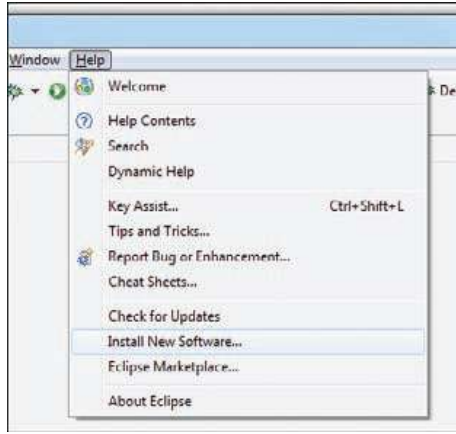 Window Help
Welcome
De
Help Contents
Search
Dynamic Help
Key Assist... Ctrl+Shift+L
Tips and Tricks...
Report Bug or Enhancement...
Cheat Sheets...
Check for Updates
Install New Software...
Eclipse Marketplace...
About Eclipse